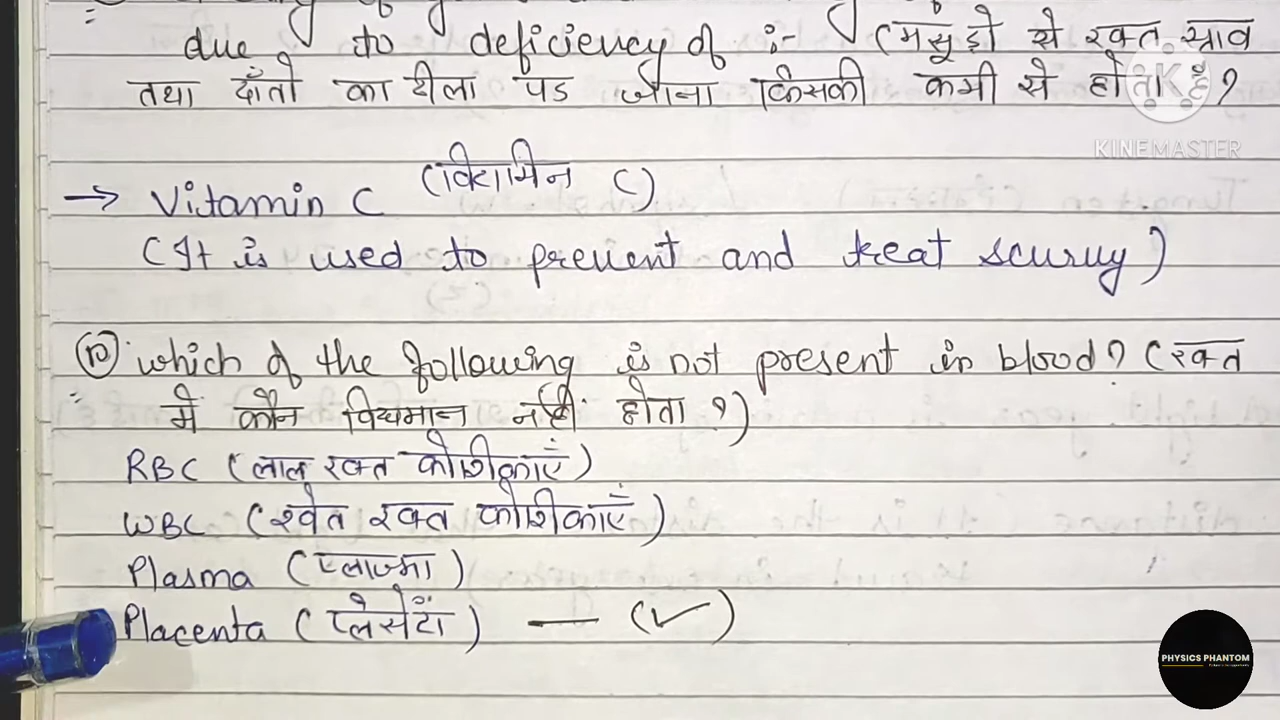 due to deficiency of :- (मसूड़ो से रक्त स्राव
तथा दाँतो का ढीला पड जाना किसकी कमी से होता है?
KINEMASTER
→ Vitamin C (विटामिन C)
(It is used to prevent and treat scurvy)
10 which of the following is not present in blood? (रक्त
मे कौन विद्यमान नही होता ?)
RBC (लाल रक्त कोशीकाएँ)
WBC (श्वेत रक्त कोशीकाएँ)
Plasma (प्लाज्मा)
Placenta (प्लेसेंटा) — (✓)
PHYSICS PHANTOM